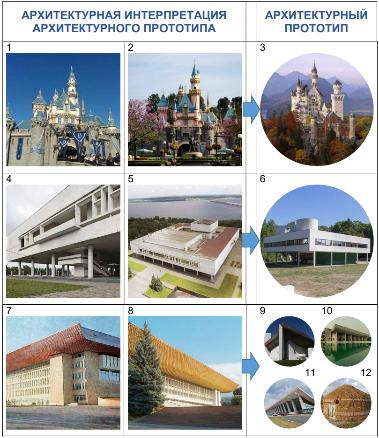 АРХИТЕКТУРНАЯ ИНТЕРПРЕТАЦИЯ
АРХИТЕКТУРНОГО ПРОТОТИПА
АРХИТЕКТУРНЫЙ
ПРОТОТИП
1 2 3
4 5 6
7 8 9 10
11 12